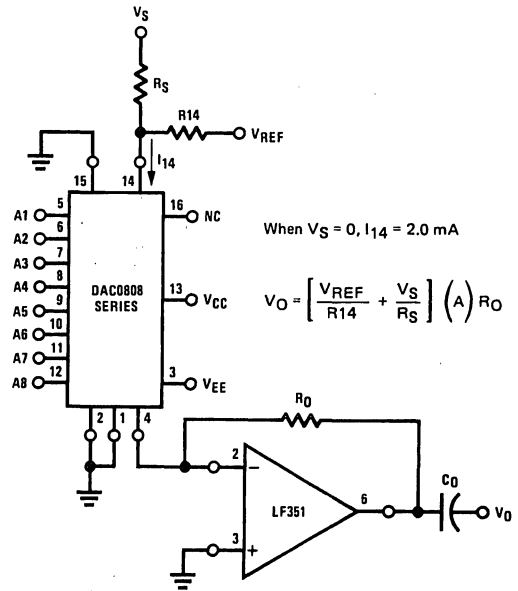 VS
RS
R14
VREF
I14
15
14
A1
5
16
NC
A2
6
A3
7
When VS = 0, I14 = 2.0 mA
A4
8
DAC0808
SERIES
13
VCC
A5
9
VO = [ VREF/R14 + VS/RS ] (A) RO
A6
10
A7
11
A8
12
3
VEE
2
1
4
RO
2
−
LF351
6
CO
VO
3
+